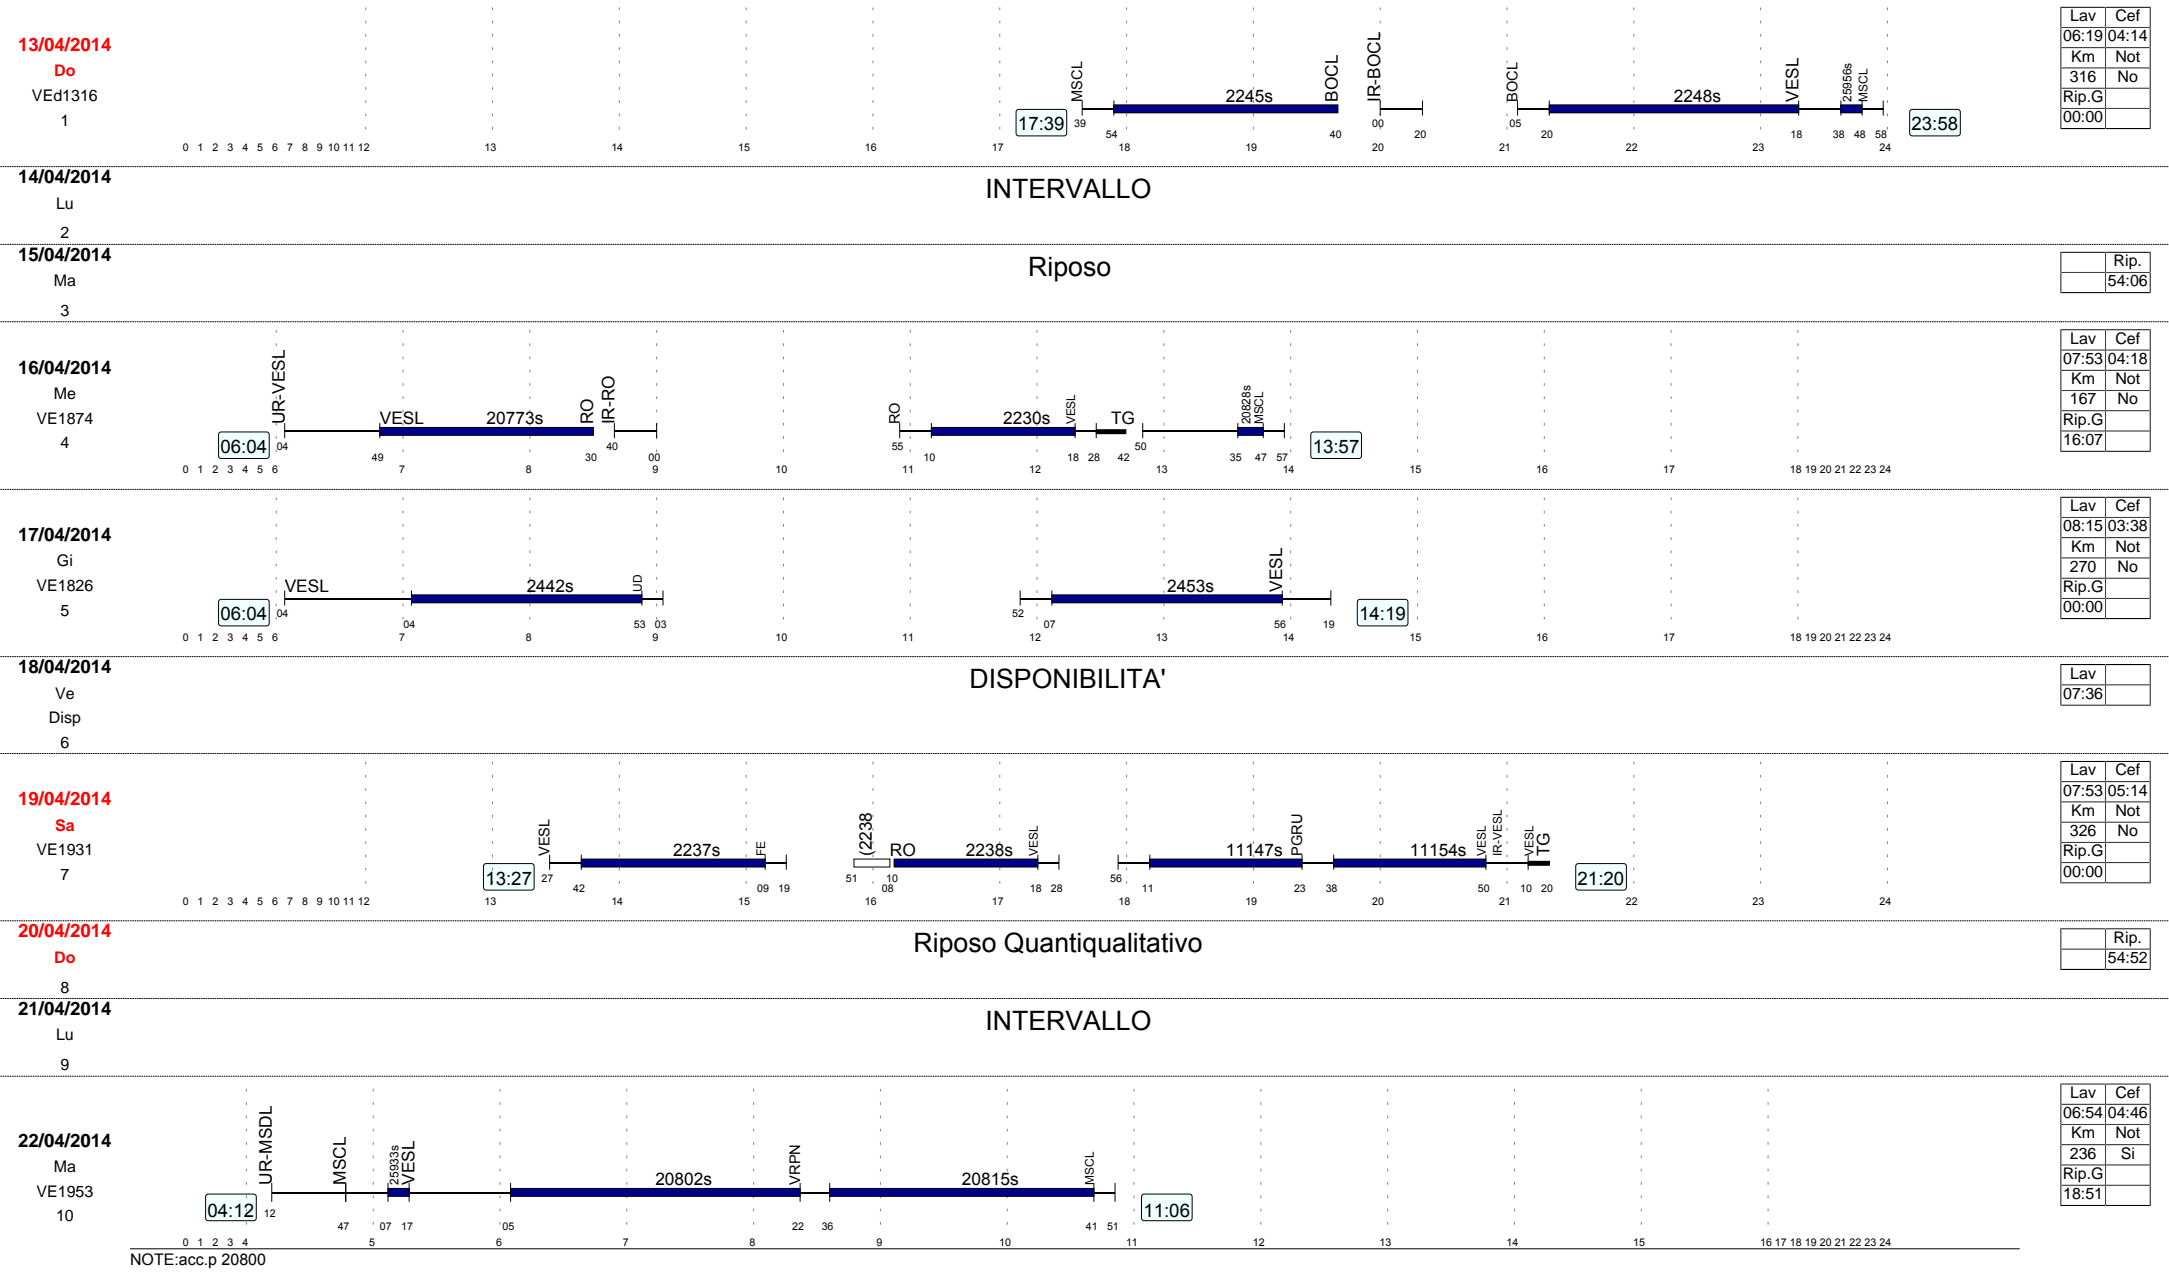 13/04/2014
Do
VEd1316
1
17:39
MSCL 2245s BOCL IR-BOCL BOCL 2248s VESL 25956s MSCL
39 54 40 00 20 05 20 18 38 48 58
23:58
0 1 2 3 4 5 6 7 8 9 10 11 12 13 14 15 16 17 18 19 20 21 22 23 24
Lav Cef
06:19 04:14
Km Not
316 No
Rip.G
00:00
14/04/2014
Lu
2
INTERVALLO
15/04/2014
Ma
3
Riposo
Rip.
54:06
16/04/2014
Me
VE1874
4
06:04
UR-VESL VESL 20773s RO IR-RO RO 2230s VESL TG 20828s MSCL
04 49 30 40 00 55 10 18 28 42 50 35 47 57
13:57
0 1 2 3 4 5 6 7 8 9 10 11 12 13 14 15 16 17 18 19 20 21 22 23 24
Lav Cef
07:53 04:18
Km Not
167 No
Rip.G
16:07
17/04/2014
Gi
VE1826
5
06:04
VESL 2442s UD 2453s VESL
04 04 53 03 52 07 56 19
14:19
0 1 2 3 4 5 6 7 8 9 10 11 12 13 14 15 16 17 18 19 20 21 22 23 24
Lav Cef
08:15 03:38
Km Not
270 No
Rip.G
00:00
18/04/2014
Ve
Disp
6
DISPONIBILITA'
Lav
07:36
19/04/2014
Sa
VE1931
7
13:27
VESL 2237s FE (2238 RO 2238s VESL 11147s PGRU 11154s VESL IR-VESL VESL TG
27 42 09 19 51 08 10 18 28 56 11 23 38 50 10 20
21:20
0 1 2 3 4 5 6 7 8 9 10 11 12 13 14 15 16 17 18 19 20 21 22 23 24
Lav Cef
07:53 05:14
Km Not
326 No
Rip.G
00:00
20/04/2014
Do
8
Riposo Quantiqualitativo
Rip.
54:52
21/04/2014
Lu
9
INTERVALLO
22/04/2014
Ma
VE1953
10
04:12
UR-MSDL MSCL 25933s VESL 20802s VRPN 20815s MSCL
12 47 07 17 05 22 36 41 51
11:06
0 1 2 3 4 5 6 7 8 9 10 11 12 13 14 15 16 17 18 19 20 21 22 23 24
Lav Cef
06:54 04:46
Km Not
236 Si
Rip.G
18:51
NOTE:acc.p 20800